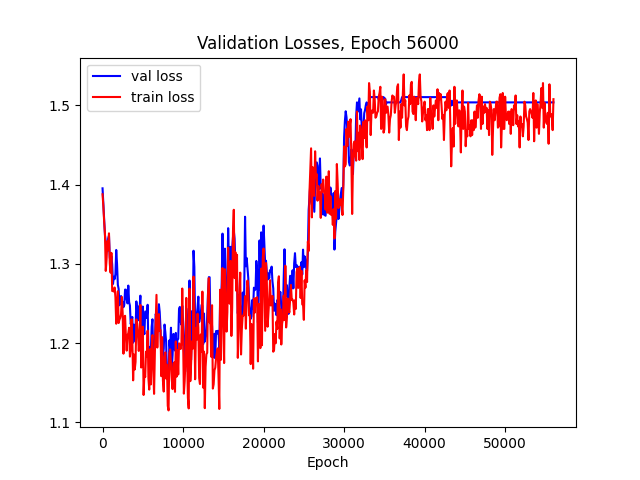 Validation Losses, Epoch 56000
val loss
train loss
1.5
1.4
1.3
1.2
1.1
0 10000 20000 30000 40000 50000
Epoch